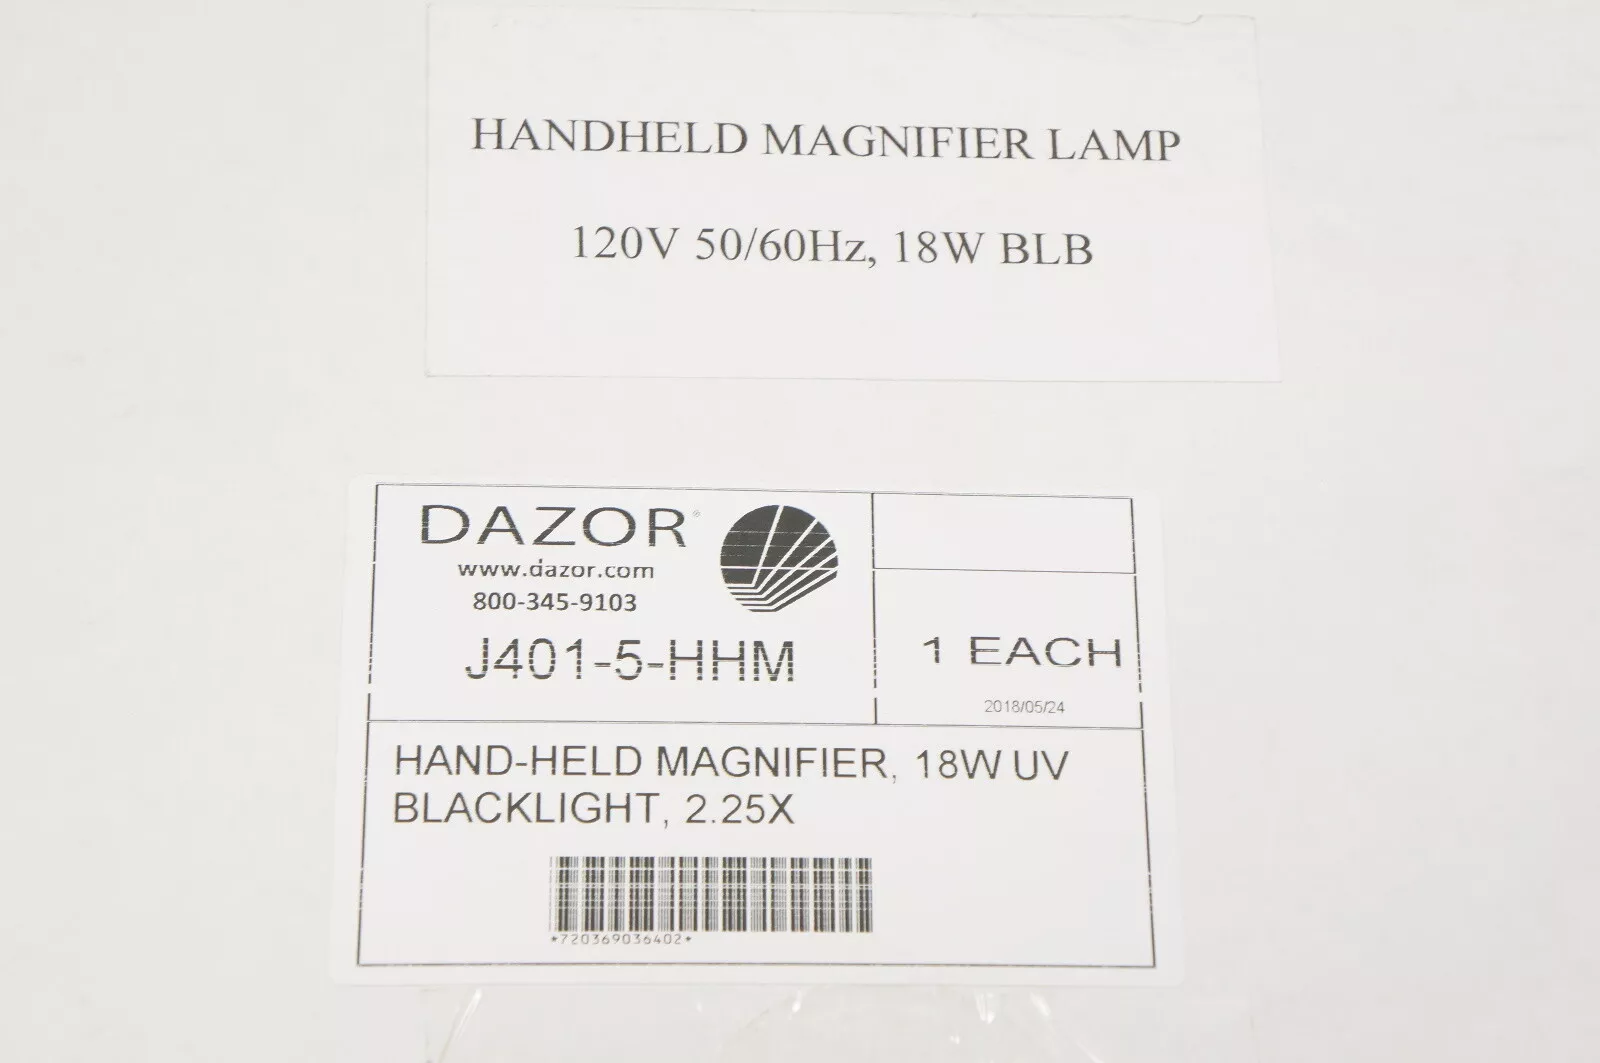 HANDHELD MAGNIFIER LAMP
120V 50/60Hz, 18W BLB
DAZOR®
www.dazor.com
800-345-9103
J401-5-HHM
1 EACH
2018/05/24
HAND-HELD MAGNIFIER, 18W UV
BLACKLIGHT, 2.25X
*720369036402*